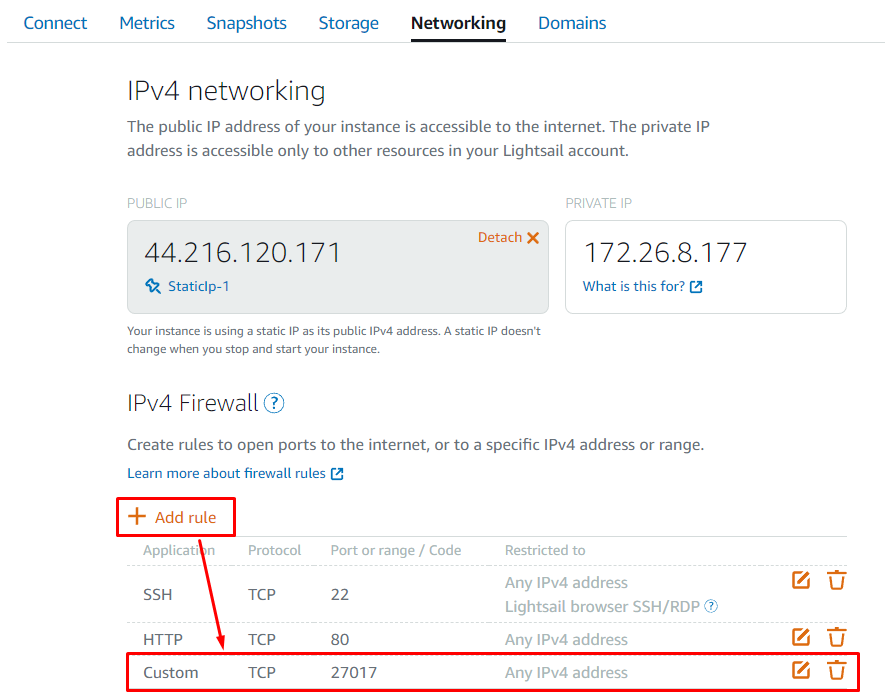 Connect Metrics Snapshots Storage Networking Domains
IPv4 networking
The public IP address of your instance is accessible to the internet. The private IP
address is accessible only to other resources in your Lightsail account.
PUBLIC IP
44.216.120.171
Detach
StaticIp-1
PRIVATE IP
172.26.8.177
What is this for?
Your instance is using a static IP as its public IPv4 address. A static IP doesn't
change when you stop and start your instance.
IPv4 Firewall ?
Create rules to open ports to the internet, or to a specific IPv4 address or range.
Learn more about firewall rules
+ Add rule
Application Protocol Port or range / Code Restricted to
SSH TCP 22 Any IPv4 address
Lightsail browser SSH/RDP ?
HTTP TCP 80 Any IPv4 address
Custom TCP 27017 Any IPv4 address